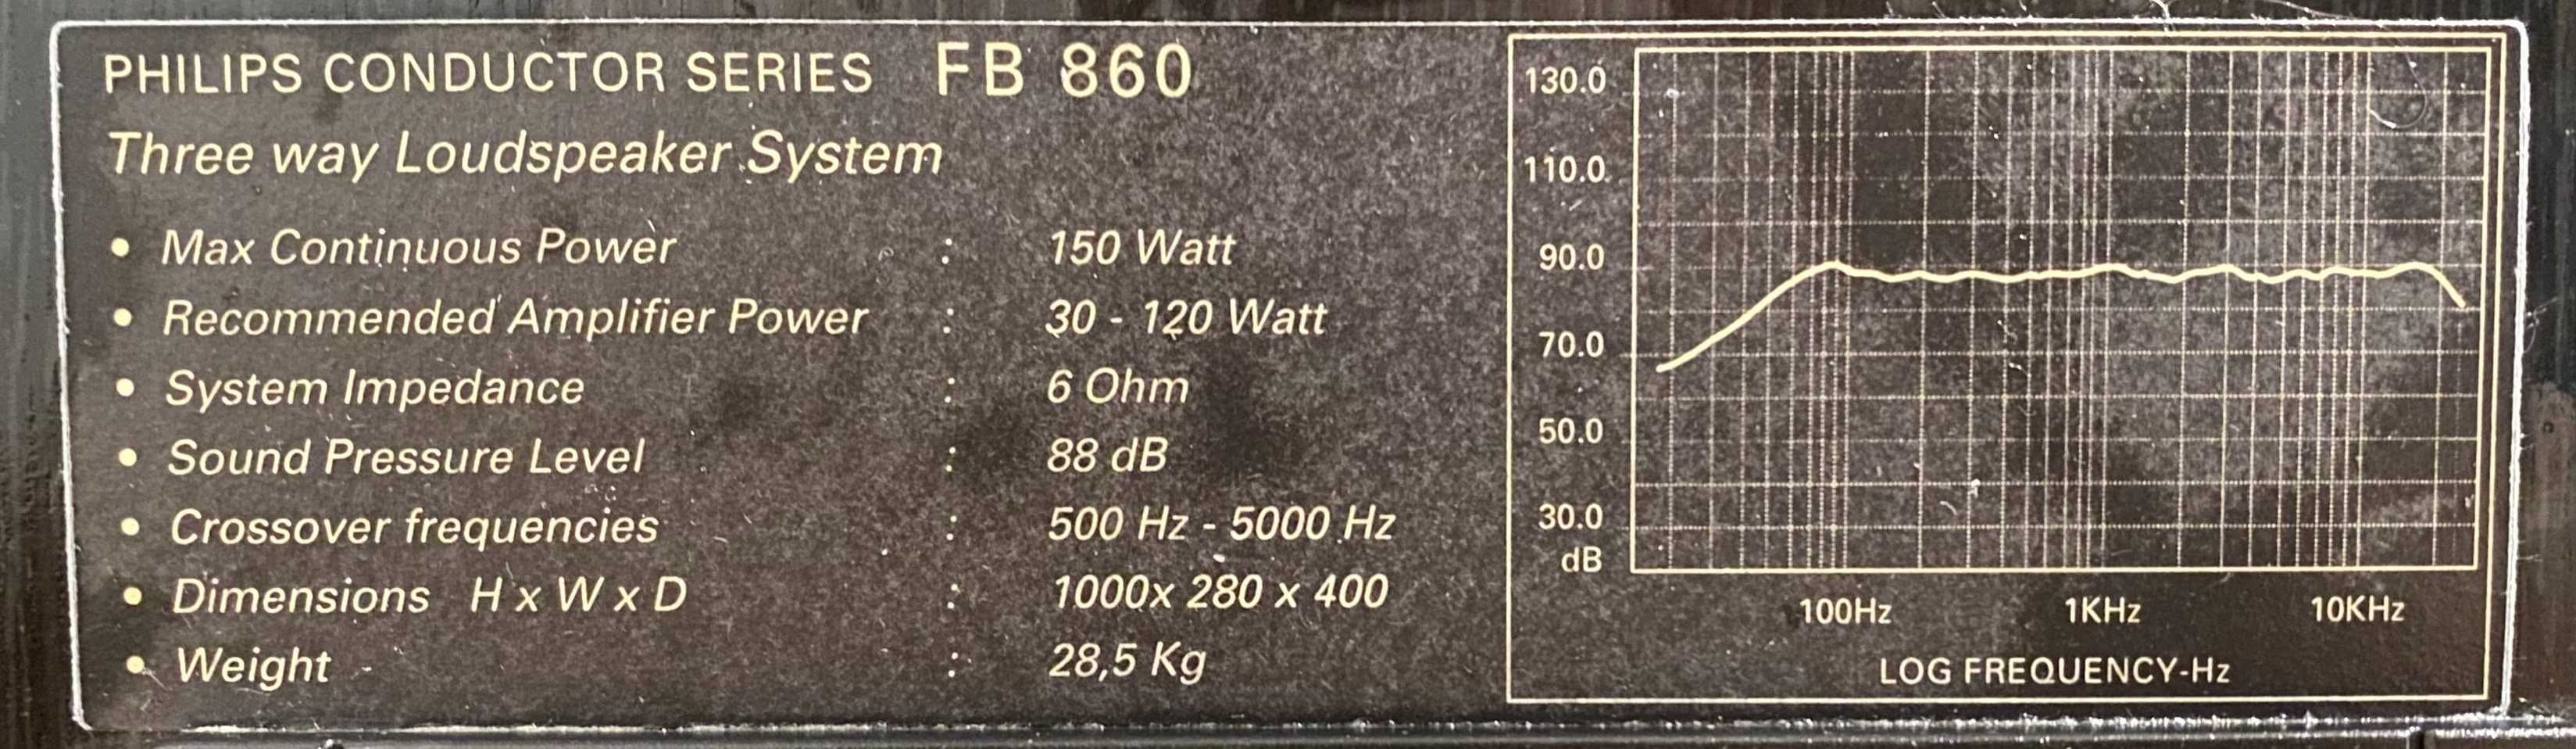 PHILIPS CONDUCTOR SERIES FB 860
Three way Loudspeaker System
• Max Continuous Power : 150 Watt
• Recommended Amplifier Power : 30 - 120 Watt
• System Impedance : 6 Ohm
• Sound Pressure Level : 88 dB
• Crossover frequencies : 500 Hz - 5000 Hz
• Dimensions H x W x D : 1000x 280 x 400
• Weight : 28,5 Kg
130.0
110.0
90.0
70.0
50.0
30.0
dB
100Hz 1KHz 10KHz
LOG FREQUENCY-Hz